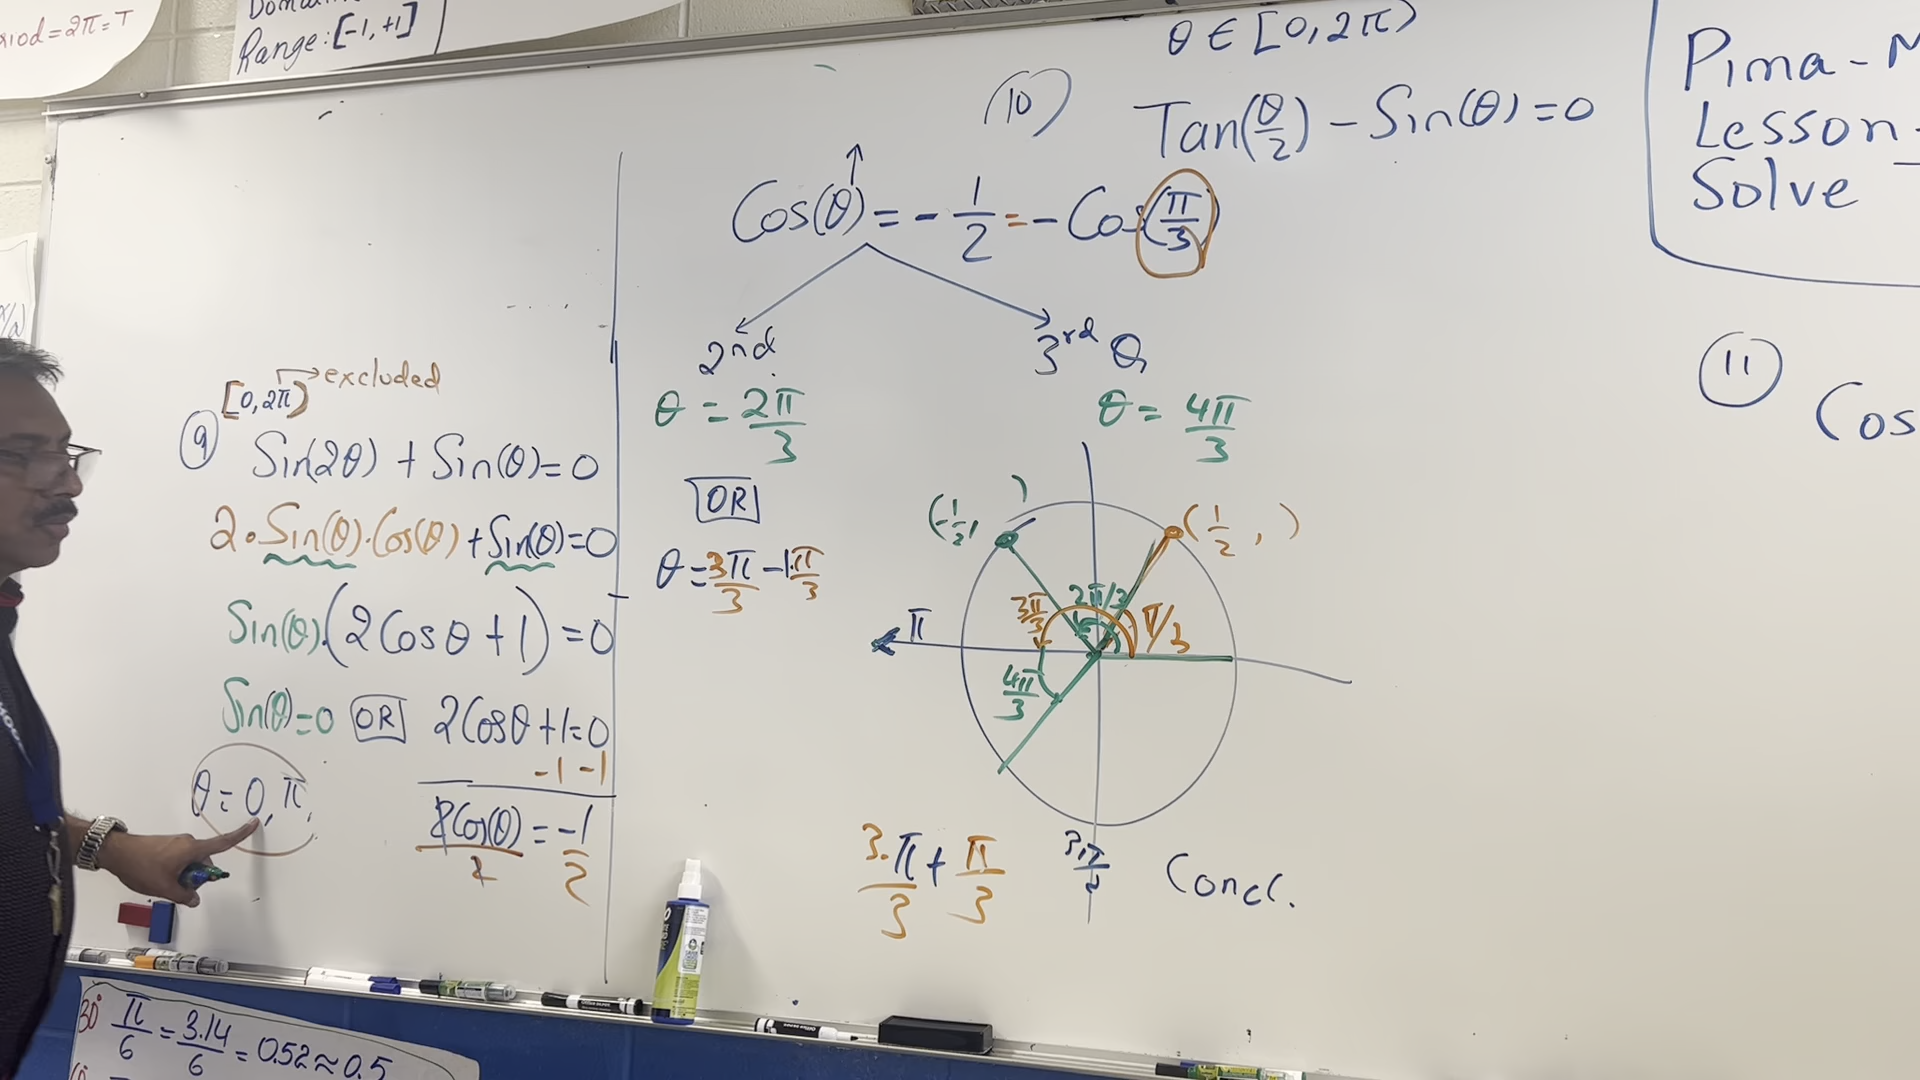 riod=2π=T
Domain
Range:[-1,+1]
θ ∈ [0,2π)
(10) Tan(θ/2) - Sin(θ) = 0
Pima-M
Lesson-
Solve
Cos(θ) = -1/2 = -Cos(π/3)
2nd
3rd Q
θ = 2π/3
θ = 4π/3
OR
θ = 3π/3 - 1π/3
[0,2π) → excluded
(9) Sin(2θ) + Sin(θ) = 0
2·Sin(θ)·Cos(θ) + Sin(θ) = 0
Sin(θ).(2Cosθ+1) = 0
Sin(θ)=0 OR 2Cosθ+1=0
-1 -1
θ = 0, π,
2Cos(θ)/2 = -1/2
(-1/2, )
(1/2, )
3π/3
2π/3
π/3
π
4π/3
3π/3 + π/3
3π/2
Concl.
(11) Cos
30° π/6 = 3.14/6 = 0.52 ≈ 0.5